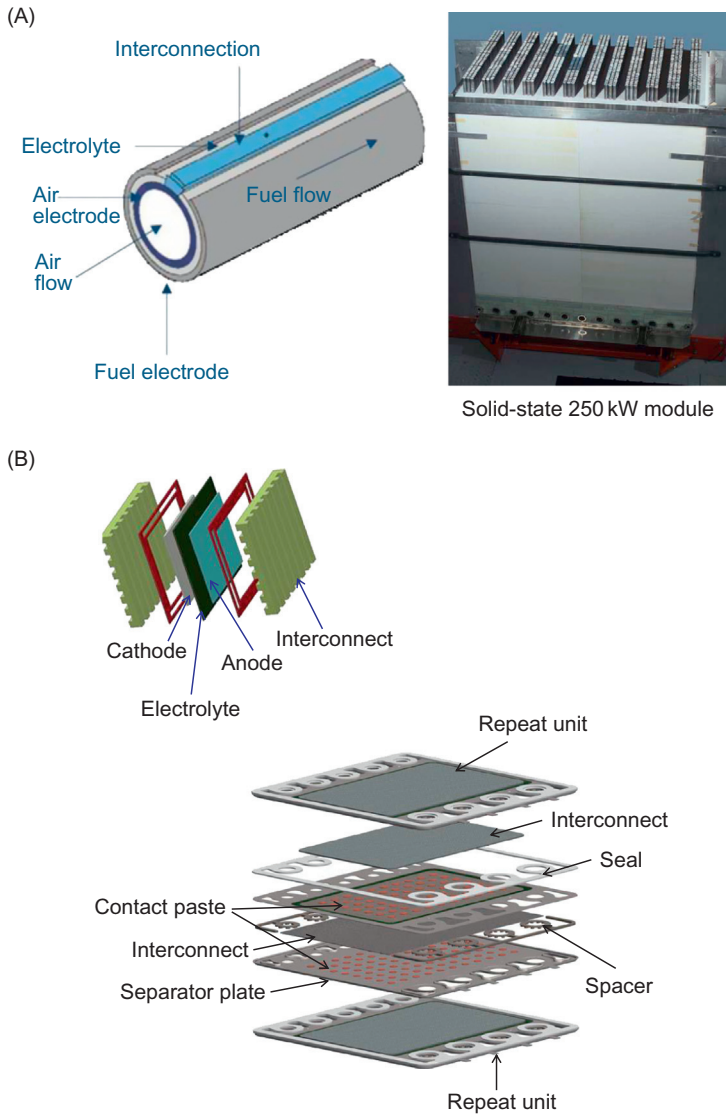 (A)
Interconnection
Electrolyte
Fuel flow
Air
electrode
Air
flow
Fuel electrode
Solid-state 250 kW module
(B)
Cathode
Anode
Interconnect
Electrolyte
Repeat unit
Interconnect
Seal
Contact paste
Interconnect
Separator plate
Spacer
Repeat unit